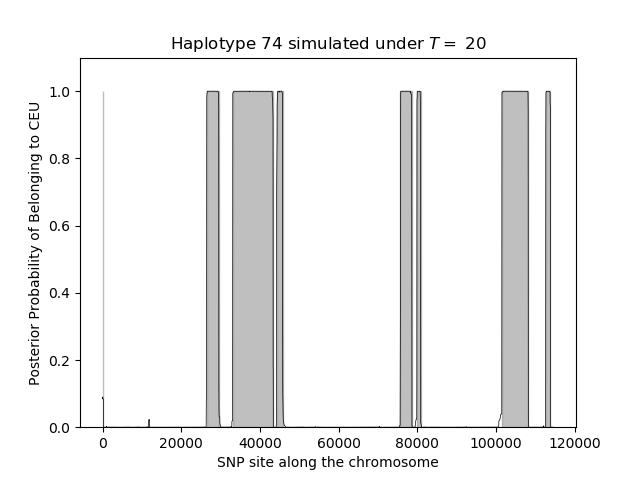 Haplotype 74 simulated under T = 20
Posterior Probability of Belonging to CEU
1.0
0.8
0.6
0.4
0.2
0.0
0 20000 40000 60000 80000 100000 120000
SNP site along the chromosome